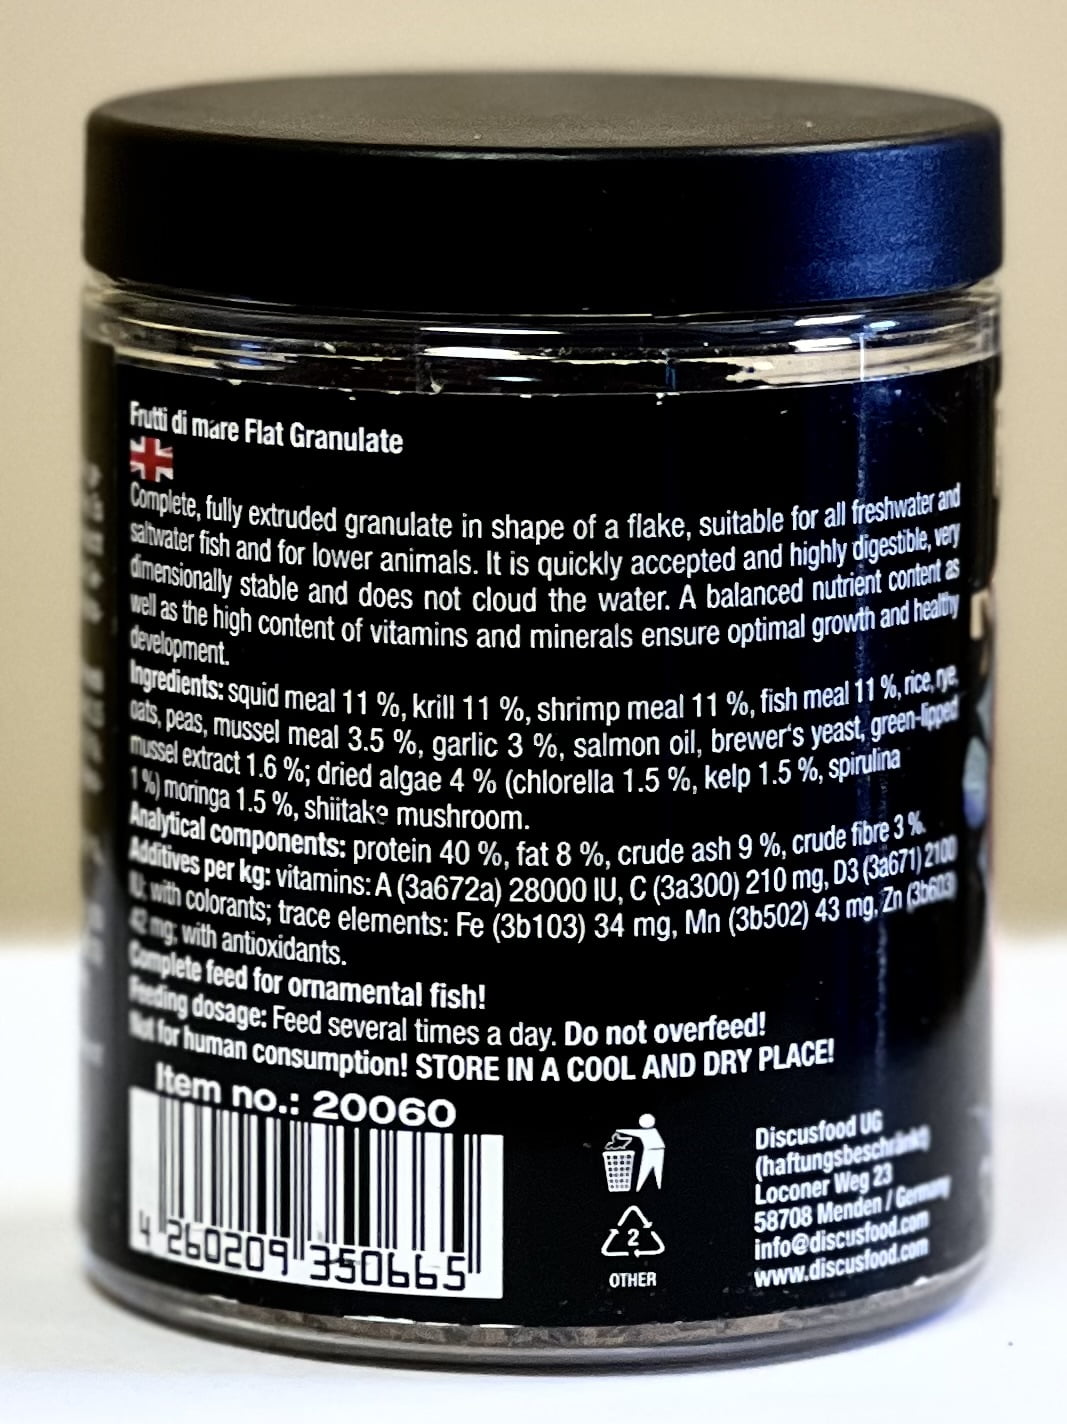 Frutti di mare Flat Granulate
Complete, fully extruded granulate in shape of a flake, suitable for all freshwater and
saltwater fish and for lower animals. It is quickly accepted and highly digestible, very
dimensionally stable and does not cloud the water. A balanced nutrient content as
well as the high content of vitamins and minerals ensure optimal growth and healthy
development.
Ingredients: squid meal 11 %, krill 11 %, shrimp meal 11 %, fish meal 11 %, rice, rye,
oats, peas, mussel meal 3.5 %, garlic 3 %, salmon oil, brewer's yeast, green-lipped
mussel extract 1.6 %; dried algae 4 % (chlorella 1.5 %, kelp 1.5 %, spirulina
1 %) moringa 1.5 %, shiitake mushroom.
Analytical components: protein 40 %, fat 8 %, crude ash 9 %, crude fibre 3 %.
Additives per kg: vitamins: A (3a672a) 28000 IU, C (3a300) 210 mg, D3 (3a671) 2100
IU; with colorants; trace elements: Fe (3b103) 34 mg, Mn (3b502) 43 mg, Zn (3b603)
42 mg; with antioxidants.
Complete feed for ornamental fish!
Feeding dosage: Feed several times a day. Do not overfeed!
Not for human consumption! STORE IN A COOL AND DRY PLACE!
Item no.: 20060
4 260209 350665
2
OTHER
Discusfood UG
(haftungsbeschränkt)
Loconer Weg 23
58708 Menden / Germany
info@discusfood.com
www.discusfood.com